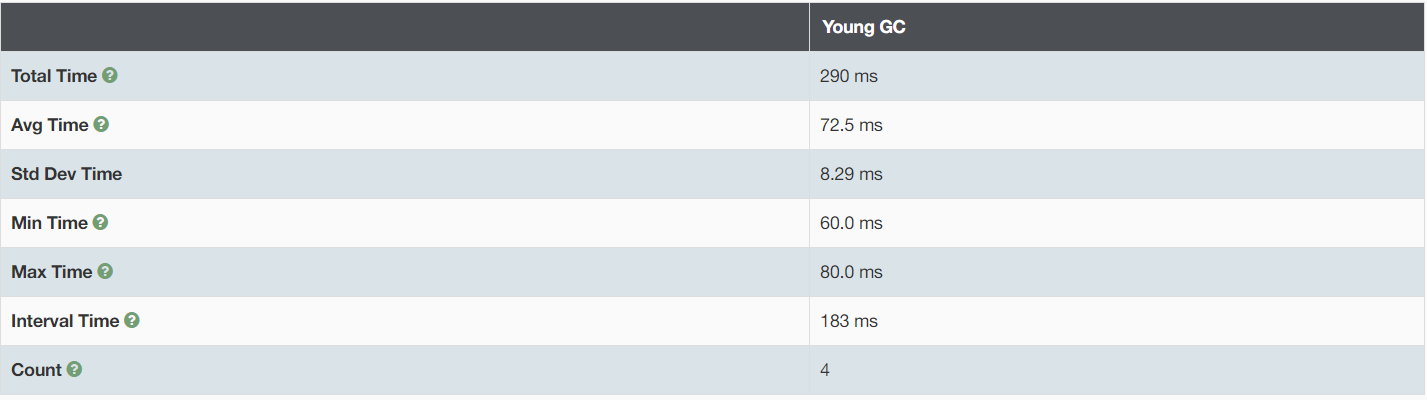 Young GC
Total Time 290 ms
Avg Time 72.5 ms
Std Dev Time 8.29 ms
Min Time 60.0 ms
Max Time 80.0 ms
Interval Time 183 ms
Count 4